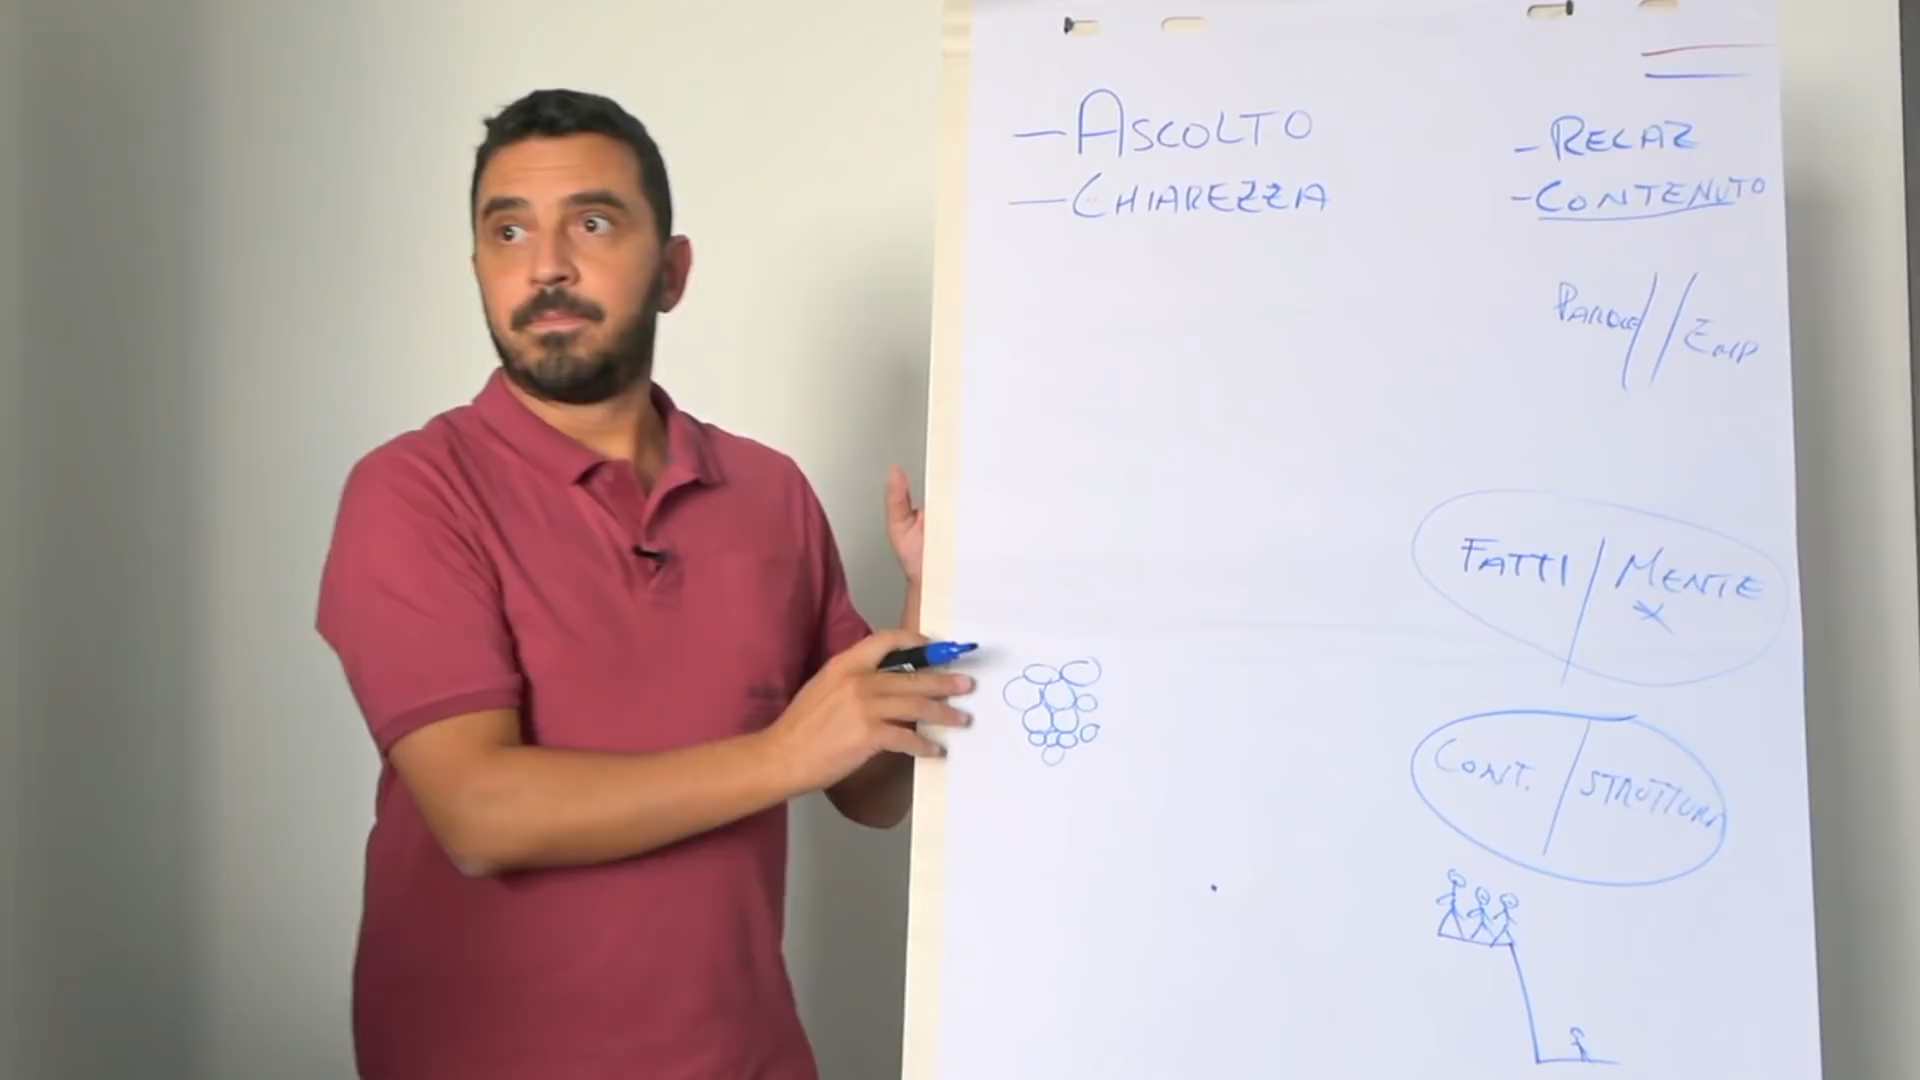 - ASCOLTO
- CHIAREZZA
- RELAZ
- CONTENUTO
PAROLE // EMP
FATTI / MENTE
CONT. / STRUTTURA